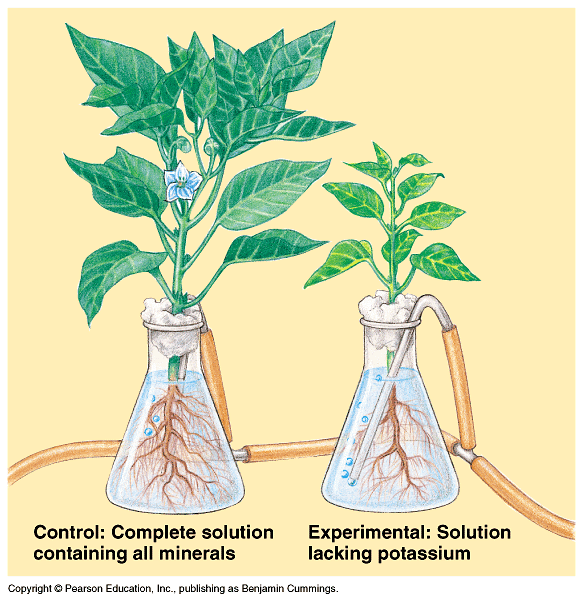 Control: Complete solution
containing all minerals
Experimental: Solution
lacking potassium
Copyright © Pearson Education, Inc., publishing as Benjamin Cummings.